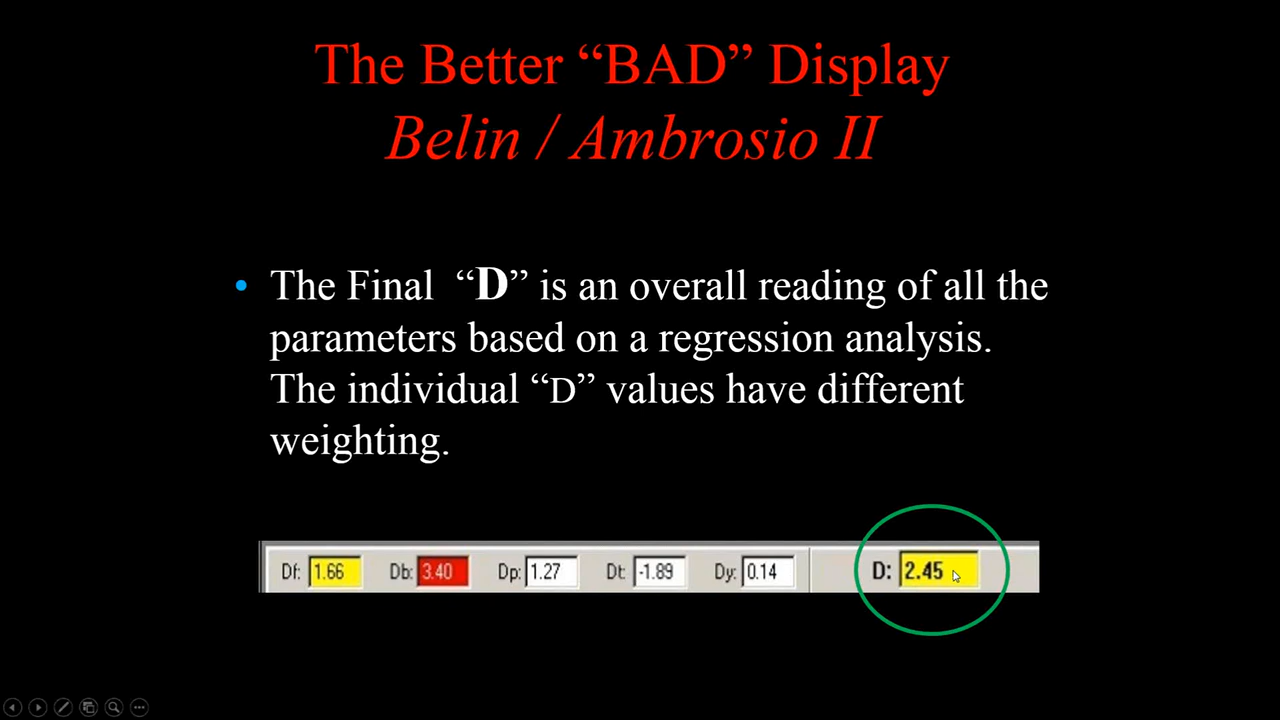 The Better “BAD” Display
Belin / Ambrosio II
• The Final “D” is an overall reading of all the
parameters based on a regression analysis.
The individual “D” values have different
weighting.
Df: 1.66 Db: 3.40 Dp: 1.27 Dt: -1.89 Dy: 0.14 D: 2.45